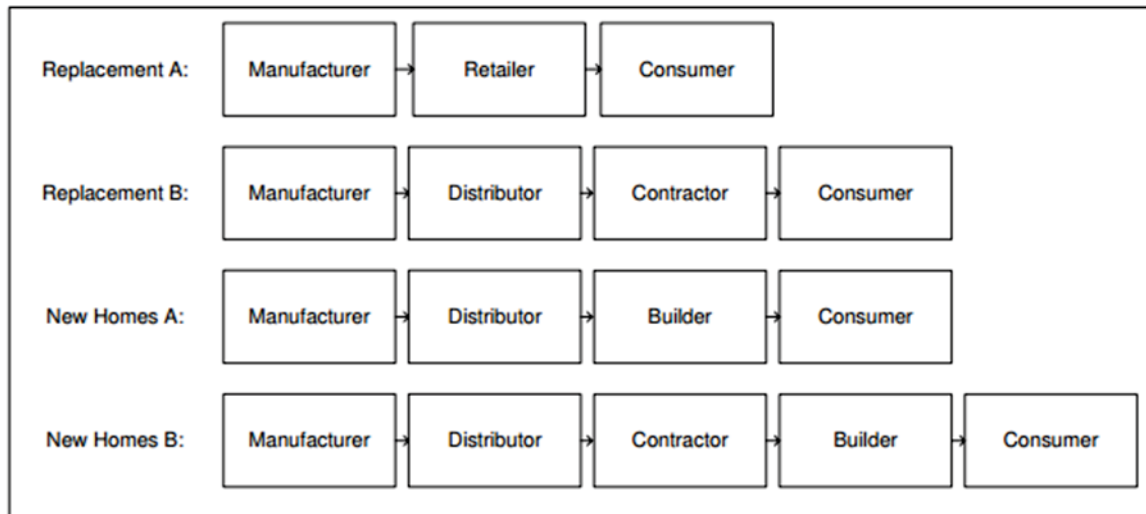 Replacement A: Manufacturer Retailer Consumer
Replacement B: Manufacturer Distributor Contractor Consumer
New Homes A: Manufacturer Distributor Builder Consumer
New Homes B: Manufacturer Distributor Contractor Builder Consumer